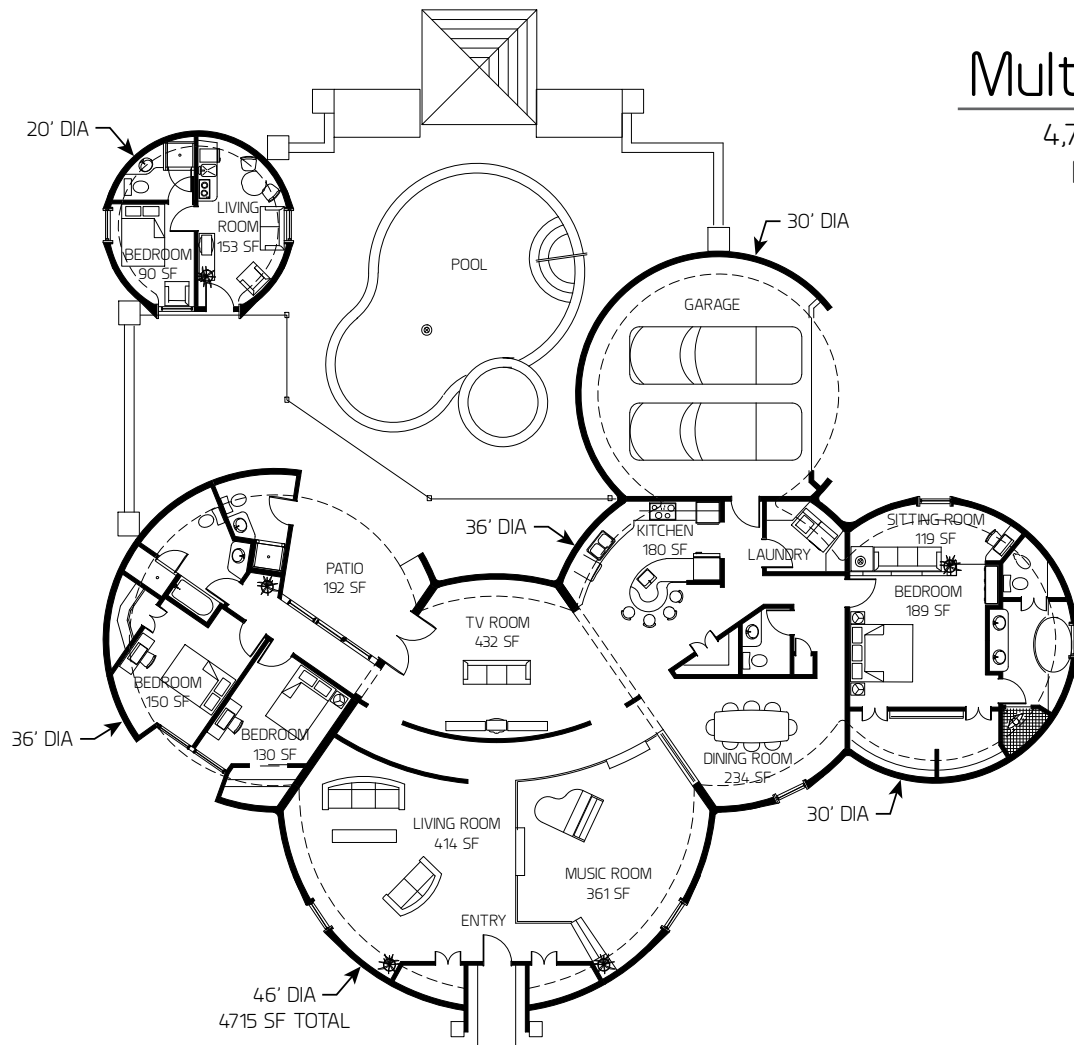 Mult
4,7
20' DIA
30' DIA
LIVING
ROOM
153 SF
BEDROOM
90 SF
POOL
GARAGE
36' DIA
KITCHEN
180 SF
LAUNDRY
SITTING ROOM
119 SF
BEDROOM
189 SF
PATIO
192 SF
TV ROOM
432 SF
BEDROOM
150 SF
BEDROOM
130 SF
36' DIA
DINING ROOM
234 SF
30' DIA
LIVING ROOM
414 SF
MUSIC ROOM
361 SF
ENTRY
46' DIA
4715 SF TOTAL